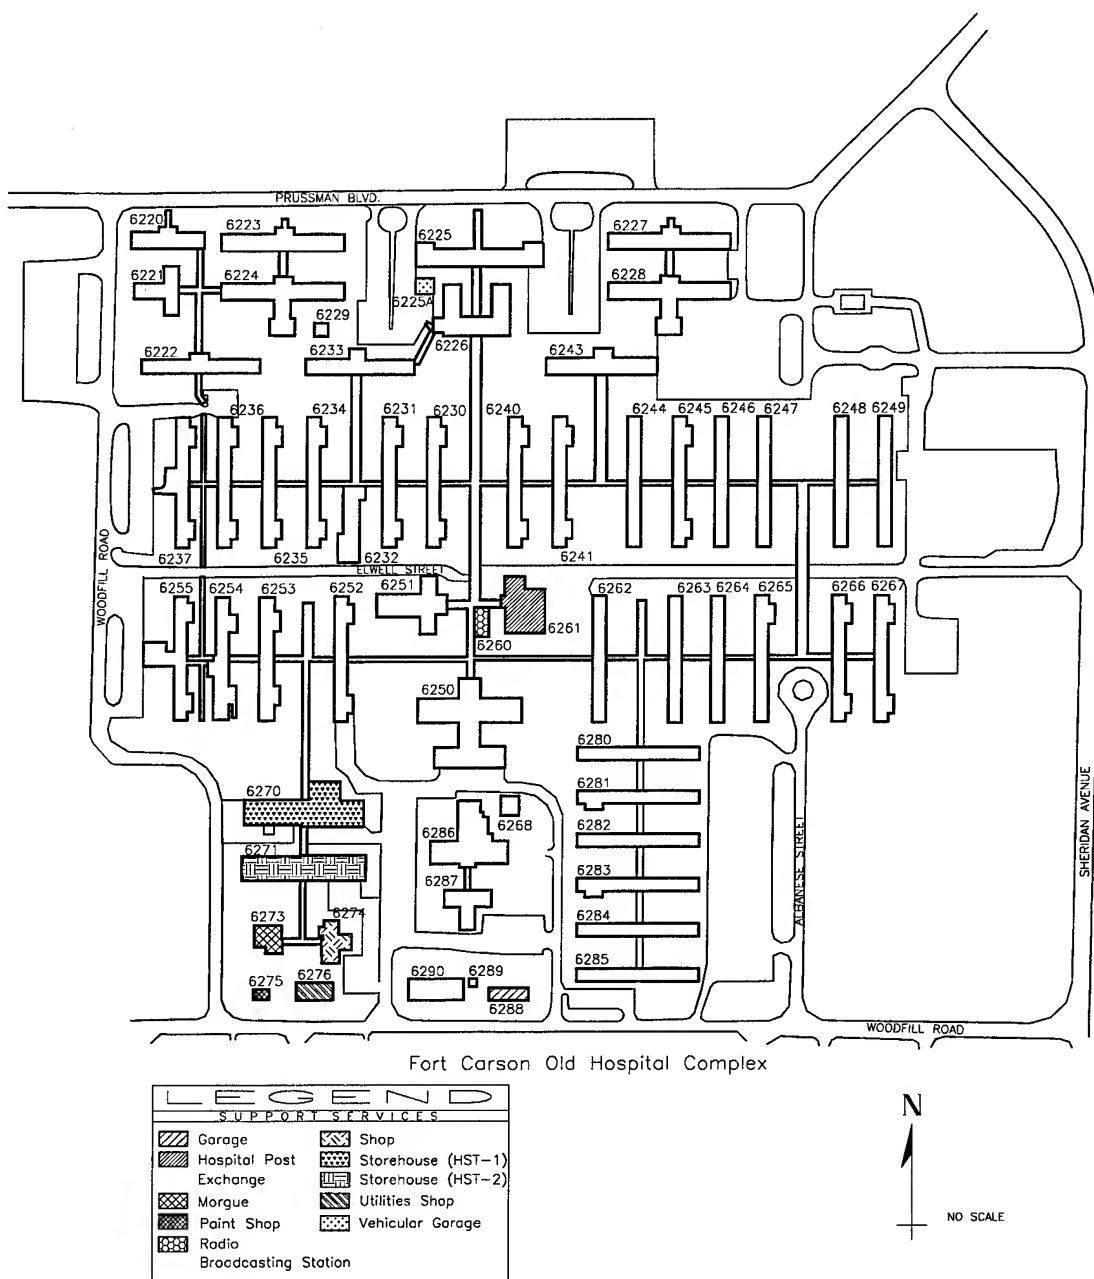 PRUSSMAN BLVD.
6220
6223
6225
6227
6221
6224
6228
6225A
6229
6226
6222
6233
6243
6236
6234
6231
6230
6240
6244
6245
6246
6247
6248
6249
WOODFILL ROAD
6237
6235
6232
6241
ELWELL STREET
6255
6254
6253
6252
6251
6262
6263
6264
6265
6266
6267
6260
6261
6250
6280
6270
6281
6268
6286
6282
6271
6287
6283
ALBANESE STREET
SHERIDAN AVENUE
6273
6274
6284
6275
6276
6290
6289
6285
6288
WOODFILL ROAD
Fort Carson Old Hospital Complex
LEGEND
SUPPORT SERVICES
Garage
Hospital Post
Exchange
Morgue
Paint Shop
Radio
Broadcasting Station
Shop
Storehouse (HST-1)
Storehouse (HST-2)
Utilities Shop
Vehicular Garage
N
NO SCALE